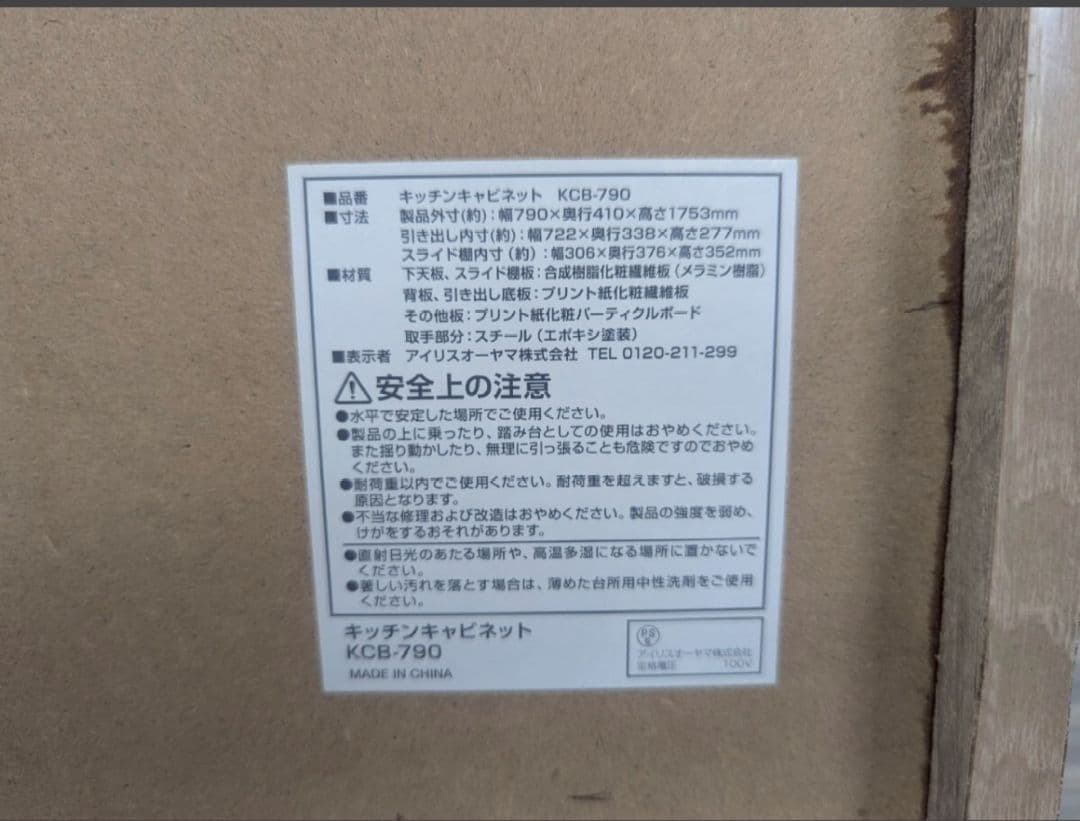 ■品番 キッチンキャビネット KCB-790
■寸法 製品外寸(約):幅790×奥行410×高さ1753mm
引き出し内寸(約):幅722×奥行338×高さ277mm
スライド棚内寸(約):幅306×奥行376×高さ352mm
■材質 下天板、スライド棚板:合成樹脂化粧繊維板(メラミン樹脂)
背板、引き出し底板:プリント紙化粧繊維板
その他板:プリント紙化粧パーティクルボード
取手部分:スチール(エポキシ塗装)
■表示者 アイリスオーヤマ株式会社 TEL 0120-211-299
安全上の注意
●水平で安定した場所でご使用ください。
●製品の上に乗ったり、踏み台としての使用はおやめください。
また揺り動かしたり、無理に引っ張ることも危険ですのでおやめ
ください。
●耐荷重以内でご使用ください。耐荷重を超えますと、破損する
原因となります。
●不当な修理および改造はおやめください。製品の強度を弱め、
けがをするおそれがあります。
●直射日光のあたる場所や、高温多湿になる場所に置かないで
ください。
●著しい汚れを落とす場合は、薄めた台所用中性洗剤をご使用
ください。
キッチンキャビネット
KCB-790
MADE IN CHINA
PS
E
アイリスオーヤマ株式会社
定格電圧 100V